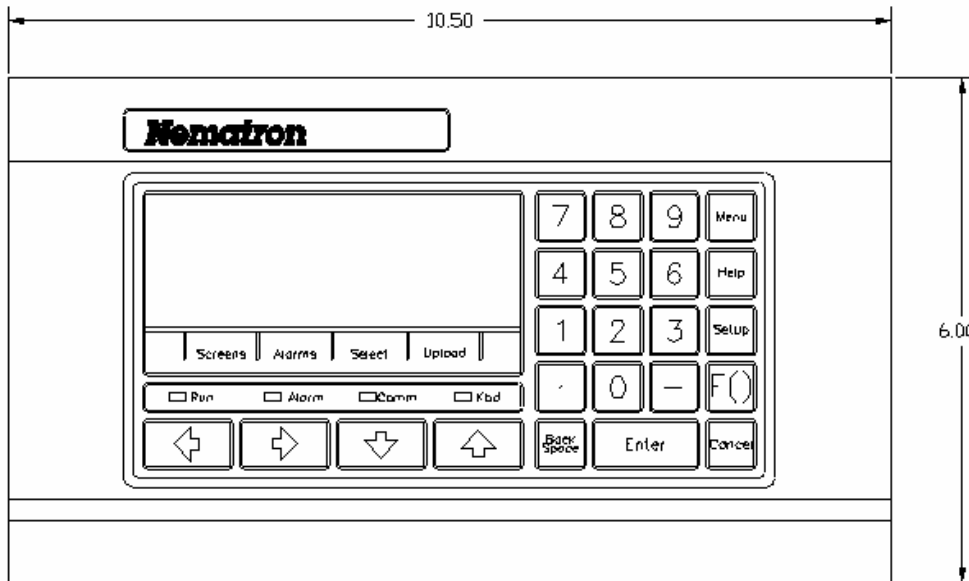 10.50
Nematron
7 8 9 Menu
4 5 6 Help
6.00
1 2 3 Setup
Screens Alarms Select Upload
. 0 - F()
Run Alarm Comm Kbd
Back Space Enter Cancel